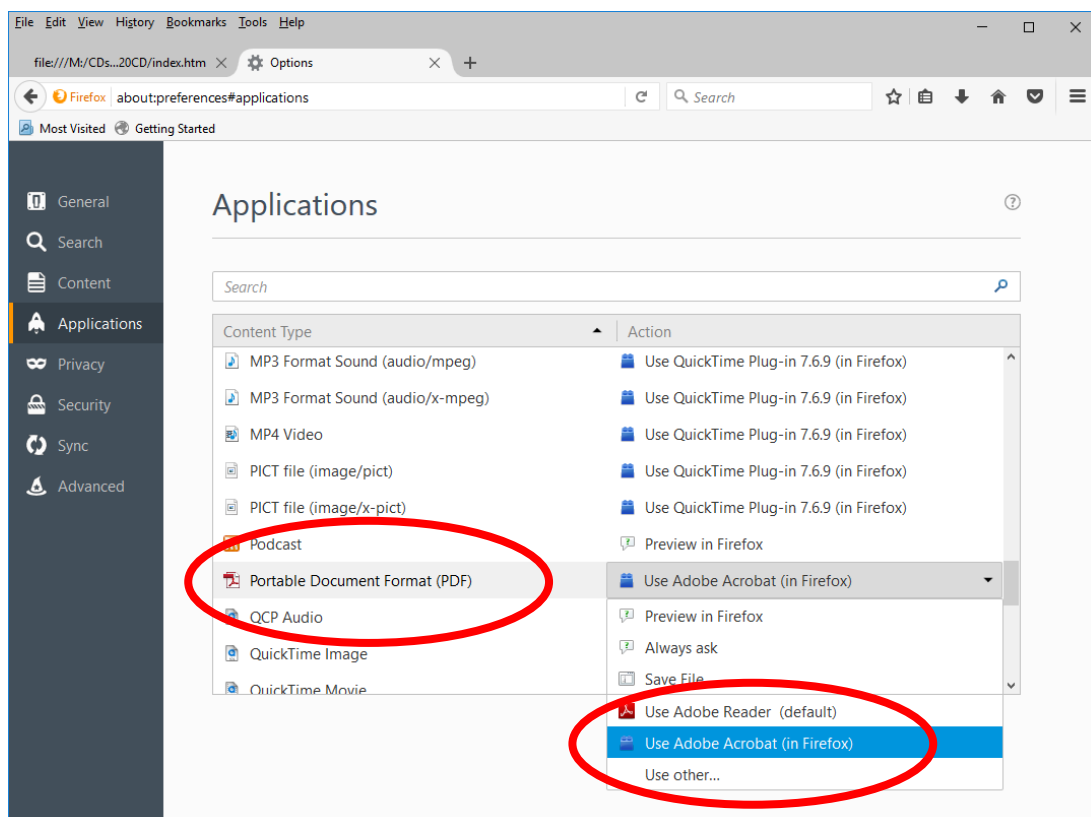 File Edit View History Bookmarks Tools Help
file:///M:/CDs...20CD/index.htm Options
Firefox about:preferences#applications Search
Most Visited Getting Started
General
Search
Content
Applications
Privacy
Security
Sync
Advanced
Applications
Search
Content Type Action
MP3 Format Sound (audio/mpeg) Use QuickTime Plug-in 7.6.9 (in Firefox)
MP3 Format Sound (audio/x-mpeg) Use QuickTime Plug-in 7.6.9 (in Firefox)
MP4 Video Use QuickTime Plug-in 7.6.9 (in Firefox)
PICT file (image/pict) Use QuickTime Plug-in 7.6.9 (in Firefox)
PICT file (image/x-pict) Use QuickTime Plug-in 7.6.9 (in Firefox)
Podcast Preview in Firefox
Portable Document Format (PDF) Use Adobe Acrobat (in Firefox)
QCP Audio
QuickTime Image
QuickTime Movie
Preview in Firefox
Always ask
Save File
Use Adobe Reader (default)
Use Adobe Acrobat (in Firefox)
Use other...